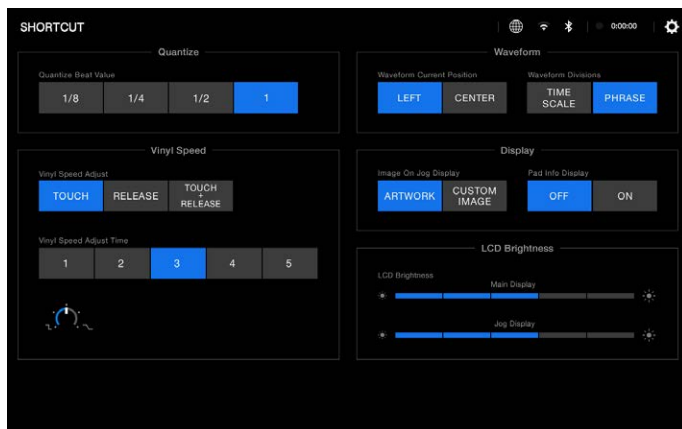 SHORTCUT
0:00:00
Quantize
Quantize Beat Value
1/8 1/4 1/2 1
Waveform
Waveform Current Position Waveform Divisions
LEFT CENTER TIME SCALE PHRASE
Vinyl Speed
Vinyl Speed Adjust
TOUCH RELEASE TOUCH + RELEASE
Vinyl Speed Adjust Time
1 2 3 4 5
Display
Image On Jog Display Pad Info Display
ARTWORK CUSTOM IMAGE OFF ON
LCD Brightness
LCD Brightness
Main Display
Jog Display